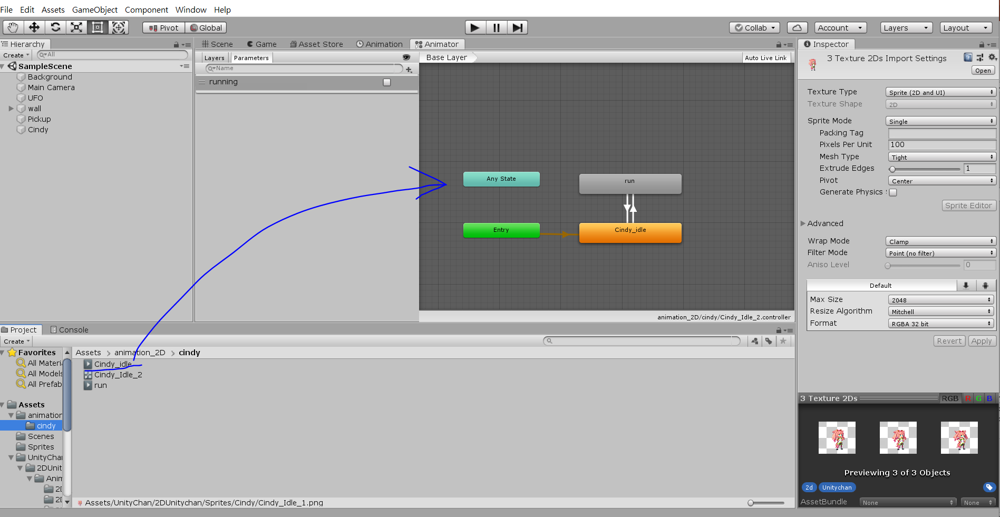 File Edit Assets GameObject Component Window Help
Pivot Global Collab Account Layers Layout
Hierarchy
Create All
SampleScene
Background
Main Camera
UFO
wall
Pickup
Cindy
Scene Game Asset Store Animation Animator
Layers Parameters Base Layer Auto Live Link
Name
running
Any State
run
Entry
Cindy_idle
animation_2D/cindy/Cindy_Idle_2.controller
Inspector
3 Texture 2Ds Import Settings
Open
Texture Type Sprite (2D and UI)
Texture Shape 2D
Sprite Mode Single
Packing Tag
Pixels Per Unit 100
Mesh Type Tight
Extrude Edges 1
Pivot Center
Generate Physics
Sprite Editor
Advanced
Wrap Mode Clamp
Filter Mode Point (no filter)
Aniso Level 0
Default
Max Size 2048
Resize Algorithm Mitchell
Format RGBA 32 bit
Revert Apply
Project Console
Create
Favorites
All Materi
All Models
All Prefab
Assets
animation
cindy
Scenes
Sprites
UnityChar
2DUnit
Anim
2D
2D
Assets animation_2D cindy
Cindy_idle
Cindy_Idle_2
run
Assets/UnityChan/2DUnitychan/Sprites/Cindy/Cindy_Idle_1.png
3 Texture 2Ds RGB R G B
Previewing 3 of 3 Objects
2d Unitychan
AssetBundle None None